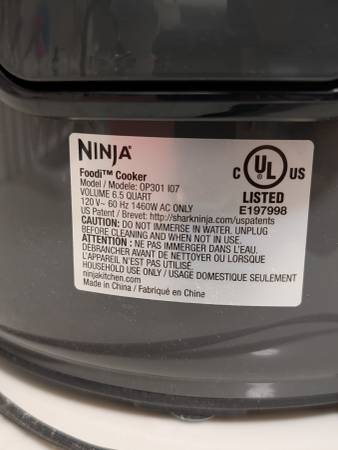 NINJA®
Foodi™ Cooker
Model / Modele: OP301 I07
VOLUME 6.5 QUART
120 V~ 60 Hz 1460W AC ONLY
US Patent / Brevet: http://sharkninja.com/uspatents
CAUTION: DO NOT IMMERSE IN WATER. UNPLUG
BEFORE CLEANING AND WHEN NOT IN USE.
ATTENTION : NE PAS IMMERGER DANS L'EAU.
DÉBRANCHER AVANT DE NETTOYER OU LORSQUE
L'APPAREIL N'EST PAS UTILISÉ.
HOUSEHOLD USE ONLY / USAGE DOMESTIQUE SEULEMENT
ninjakitchen.com
Made in China / Fabriqué en Chine
C UL® US
LISTED
E197998